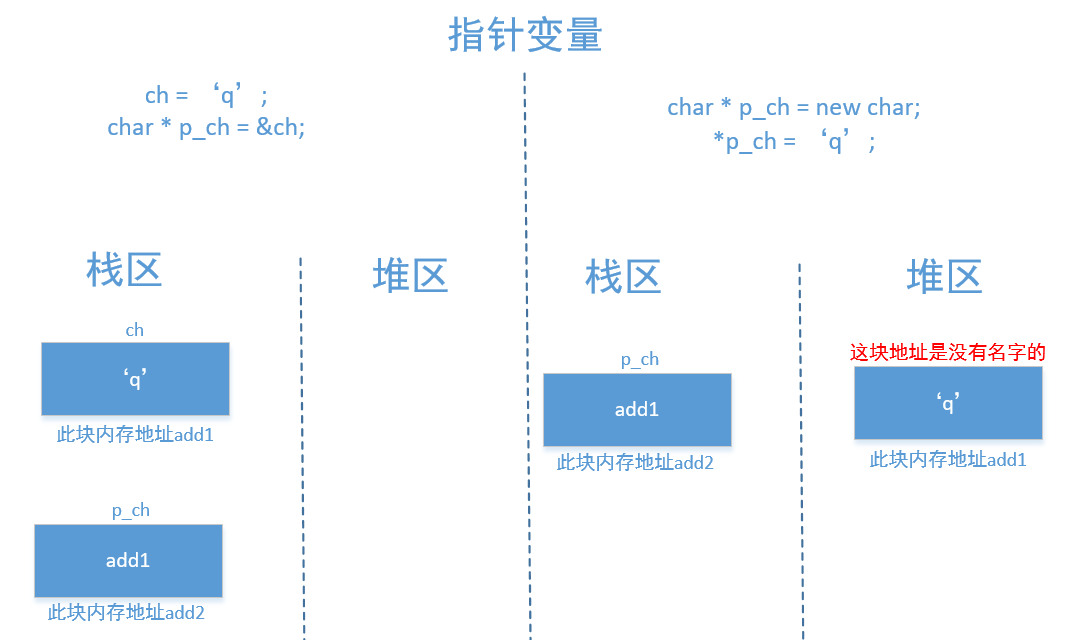 指针变量
ch = ‘q’ ;
char * p_ch = &ch;
char * p_ch = new char;
*p_ch = ‘q’ ;
栈区
堆区
栈区
堆区
ch
‘q’
此块内存地址add1
p_ch
add1
此块内存地址add2
p_ch
add1
此块内存地址add2
这块地址是没有名字的
‘q’
此块内存地址add1